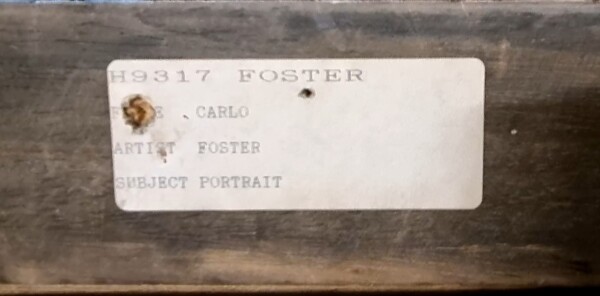 H9317 FOSTER
CARLO
ARTIST FOSTER
SUBJECT PORTRAIT